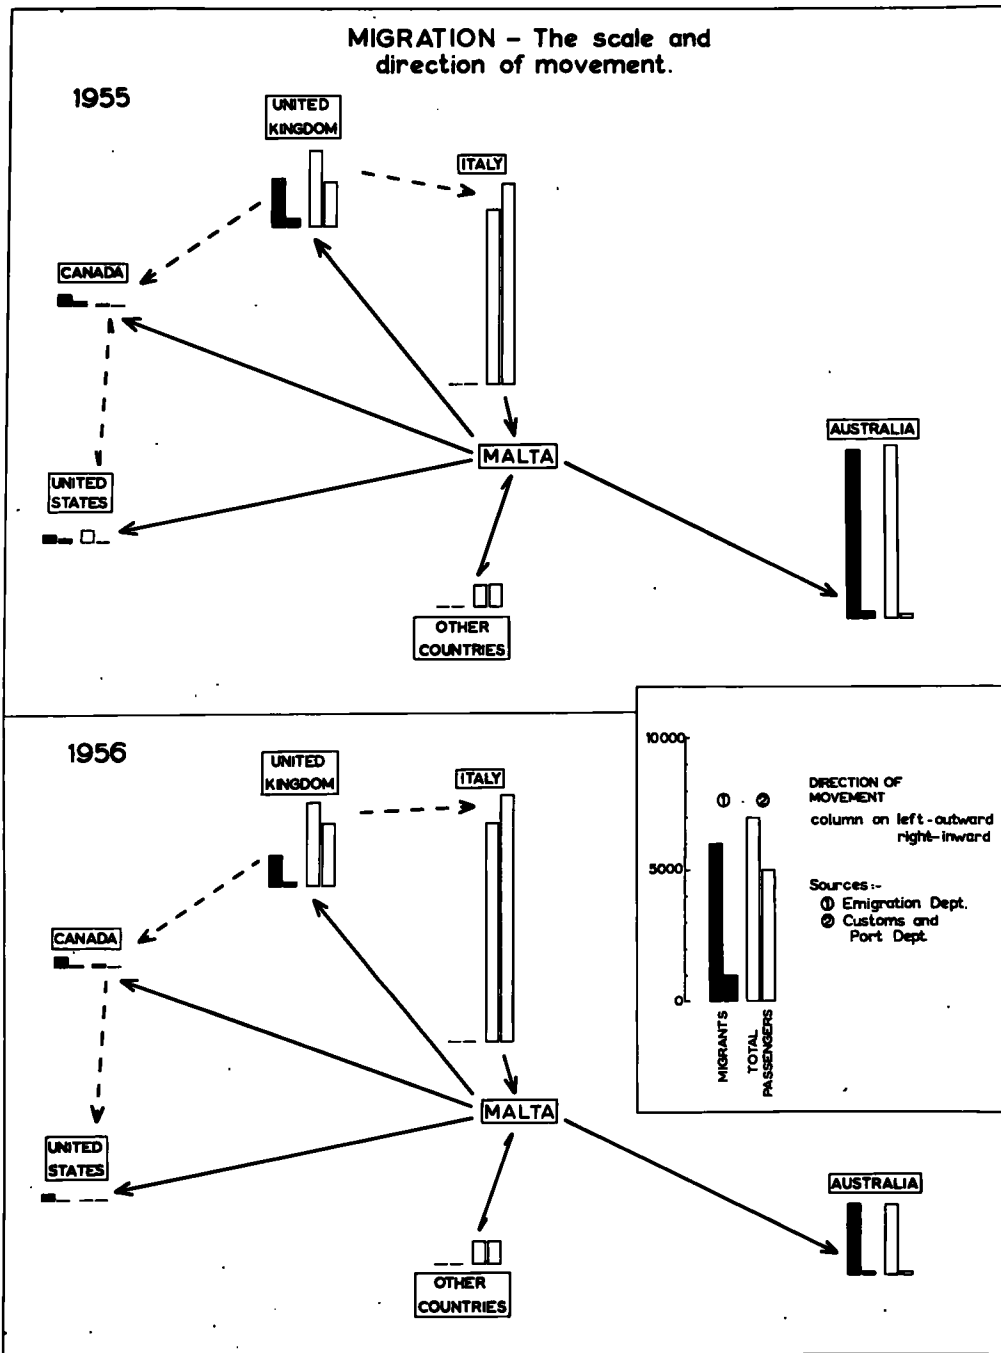 MIGRATION – The scale and
direction of movement.
1955
UNITED
KINGDOM
ITALY
CANADA
AUSTRALIA
MALTA
UNITED
STATES
OTHER
COUNTRIES
1956
UNITED
KINGDOM
ITALY
CANADA
MALTA
UNITED
STATES
AUSTRALIA
OTHER
COUNTRIES
10000
5000
0
① ②
MIGRANTS
TOTAL
PASSENGERS
DIRECTION OF
MOVEMENT
column on left-outward
right-inward
Sources:-
① Emigration Dept.
② Customs and
Port Dept